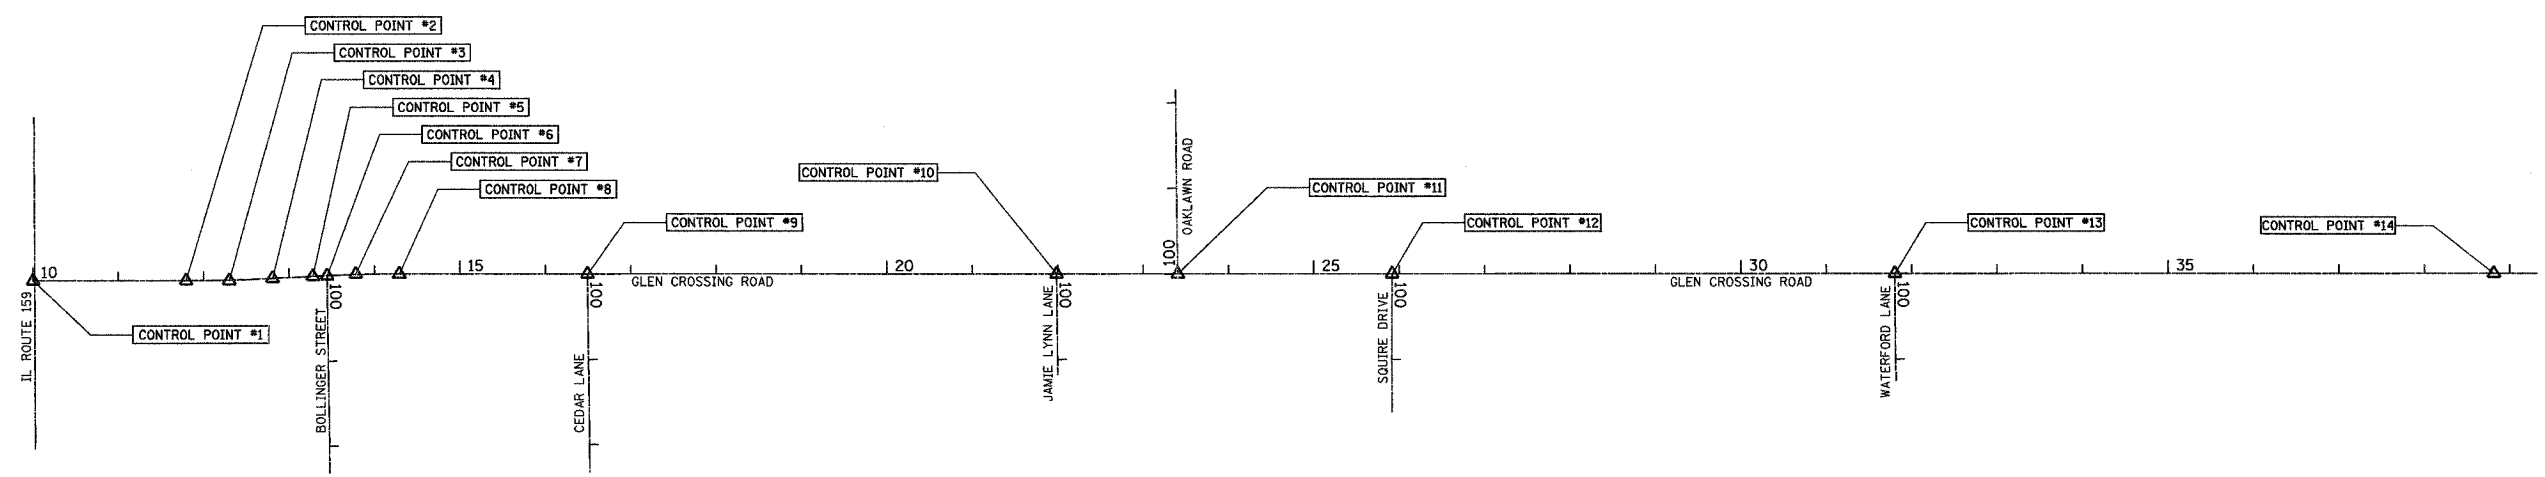 CONTROL POINT #2
CONTROL POINT #3
CONTROL POINT #4
CONTROL POINT #5
CONTROL POINT #6
CONTROL POINT #7
CONTROL POINT #8
CONTROL POINT #9
CONTROL POINT #10
CONTROL POINT #11
CONTROL POINT #12
CONTROL POINT #13
CONTROL POINT #14
CONTROL POINT #1
10
15
20
25
30
35
GLEN CROSSING ROAD
GLEN CROSSING ROAD
IL ROUTE 159
BOLLINGER STREET
100
CEDAR LANE
100
JAMIE LYNN LANE
100
OAKLAWN ROAD
100
SQUIRE DRIVE
100
WATERFORD LANE
100